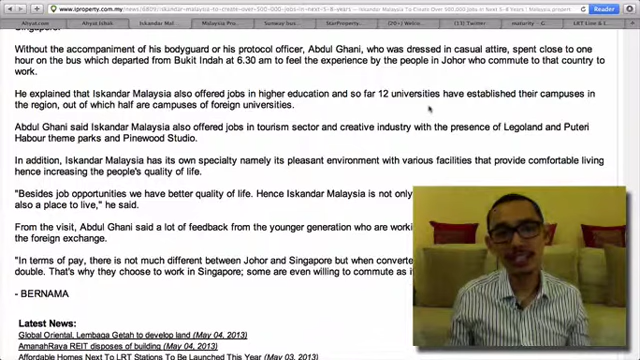 www.iproperty.com.my/news/6809/iskandar-malaysia-to-create-over-500-000-jobs-in-next-5-8-years
Reader
Iskandar Mal
StarProperty
(20+) Welco
(1) Twitter
maturity - G
LRT Line & I
Singapore.
Without the accompaniment of his bodyguard or his protocol officer, Abdul Ghani, who was dressed in casual attire, spent close to one
hour on the bus which departed from Bukit Indah at 6.30 am to feel the experience by the people in Johor who commute to that country to
work.
He explained that Iskandar Malaysia also offered jobs in higher education and so far 12 universities have established their campuses in
the region, out of which half are campuses of foreign universities.
Abdul Ghani said Iskandar Malaysia also offered jobs in tourism sector and creative industry with the presence of Legoland and Puteri
Habour theme parks and Pinewood Studio.
In addition, Iskandar Malaysia has its own specialty namely its pleasant environment with various facilities that provide comfortable living
hence increasing the people's quality of life.
"Besides job opportunities we have better quality of life. Hence Iskandar Malaysia is not only
also a place to live," he said.
From the visit, Abdul Ghani said a lot of feedback from the younger generation who are
the foreign exchange.
"In terms of pay, there is not much different between Johor and Singapore but when
double. That's why they choose to work in Singapore; some are even willing to commute
- BERNAMA
Latest News:
Global Oriental, Lembaga Getah to develop land (May 04, 2013)
AmanahRaya REIT disposes of building (May 04, 2013)
Affordable Homes Next To LRT Stations To Be Launched This Year (May 03, 2013)